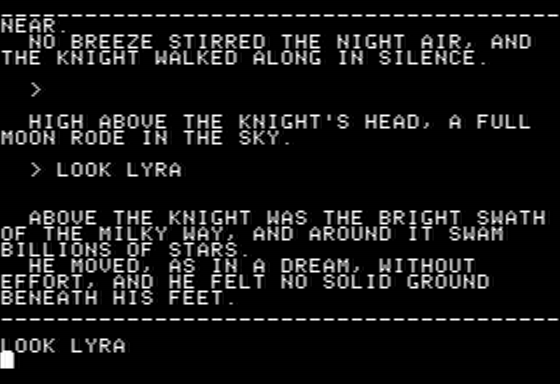 NEAR.
NO BREEZE STIRRED THE NIGHT AIR, AND
THE KNIGHT WALKED ALONG IN SILENCE.
>
HIGH ABOVE THE KNIGHT'S HEAD, A FULL
MOON RODE IN THE SKY.
> LOOK LYRA
ABOVE THE KNIGHT WAS THE BRIGHT SWATH
OF THE MILKY WAY, AND AROUND IT SWAM
BILLIONS OF STARS.
HE MOVED, AS IN A DREAM, WITHOUT
EFFORT, AND HE FELT NO SOLID GROUND
BENEATH HIS FEET.
LOOK LYRA